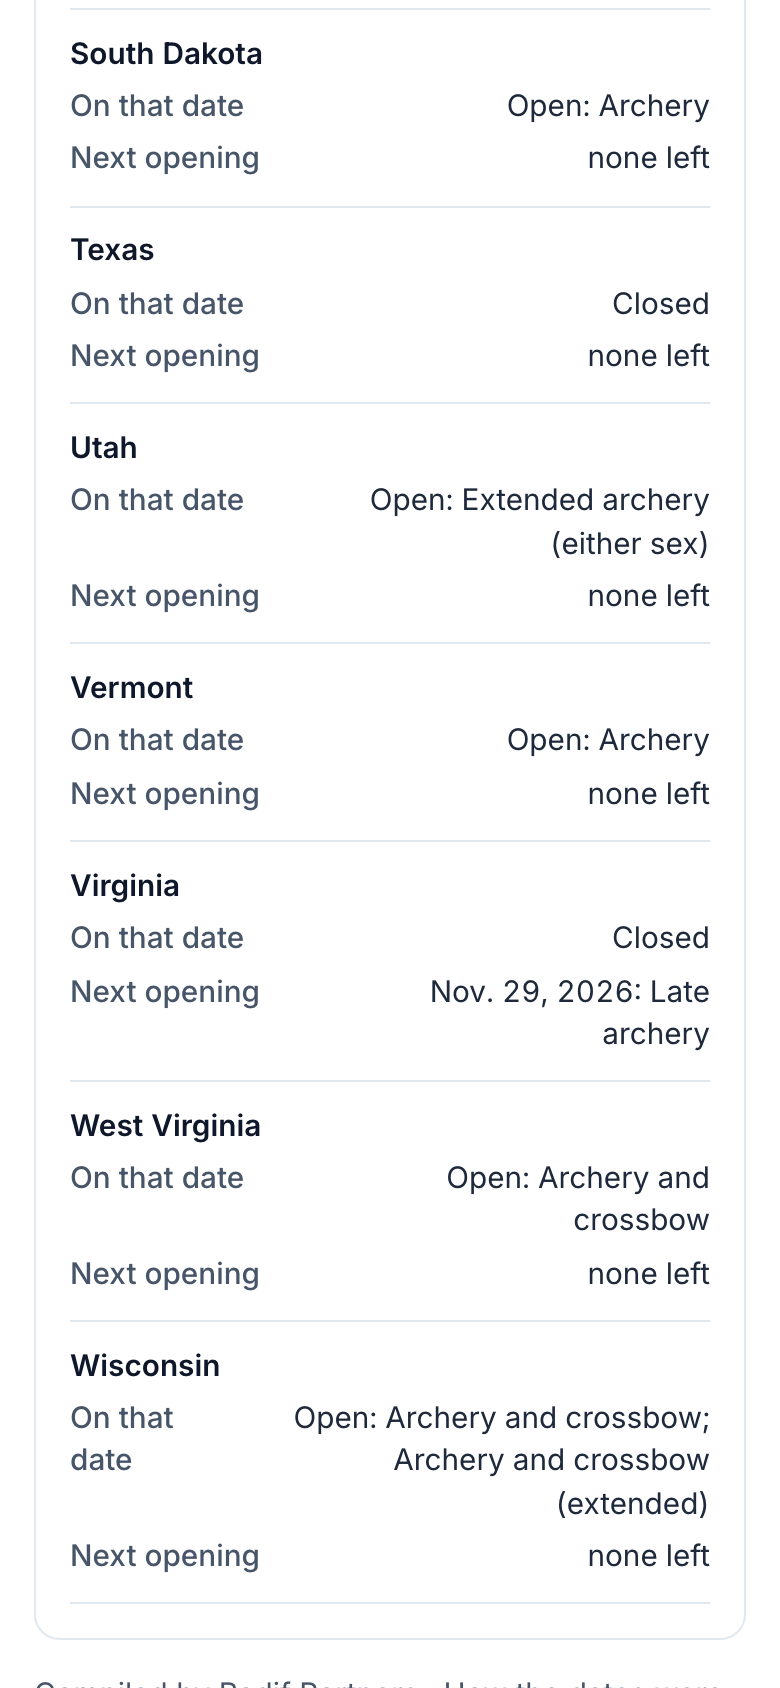 South Dakota
On that date Open: Archery
Next opening none left
Texas
On that date Closed
Next opening none left
Utah
On that date Open: Extended archery
(either sex)
Next opening none left
Vermont
On that date Open: Archery
Next opening none left
Virginia
On that date Closed
Next opening Nov. 29, 2026: Late
archery
West Virginia
On that date Open: Archery and
crossbow
Next opening none left
Wisconsin
On that Open: Archery and crossbow;
date Archery and crossbow
(extended)
Next opening none left